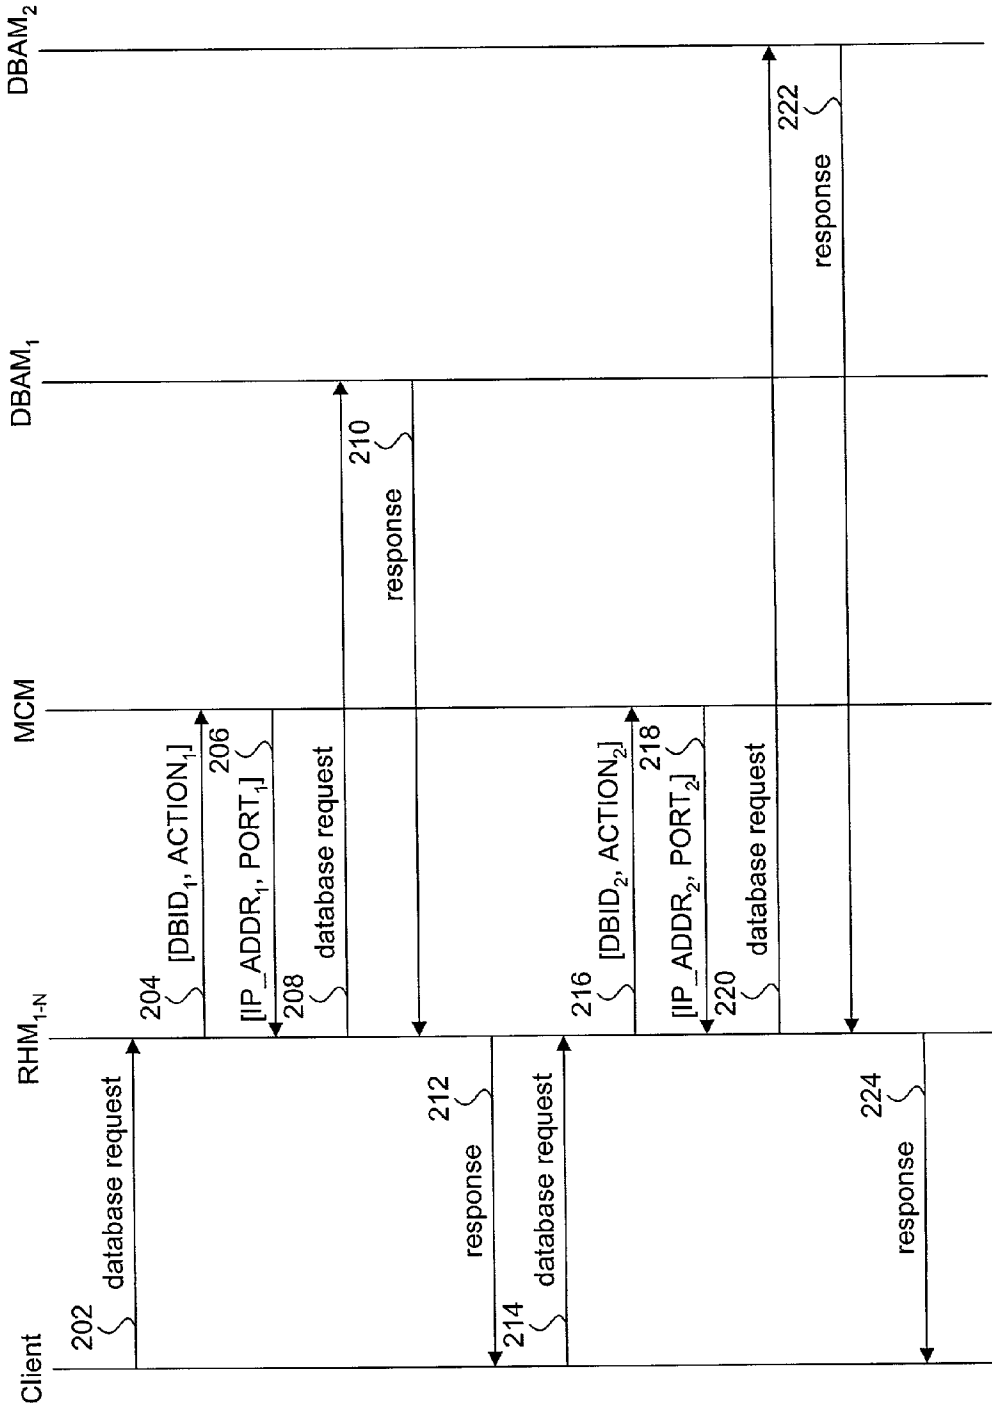 Client
RHM₁₋N
MCM
DBAM₁
DBAM₂
202
database request
204
[DBID₁, ACTION₁]
206
[IP_ADDR₁, PORT₁]
208
database request
210
response
212
response
214
database request
216
[DBID₂, ACTION₂]
218
[IP_ADDR₂, PORT₂]
220
database request
222
response
224
response